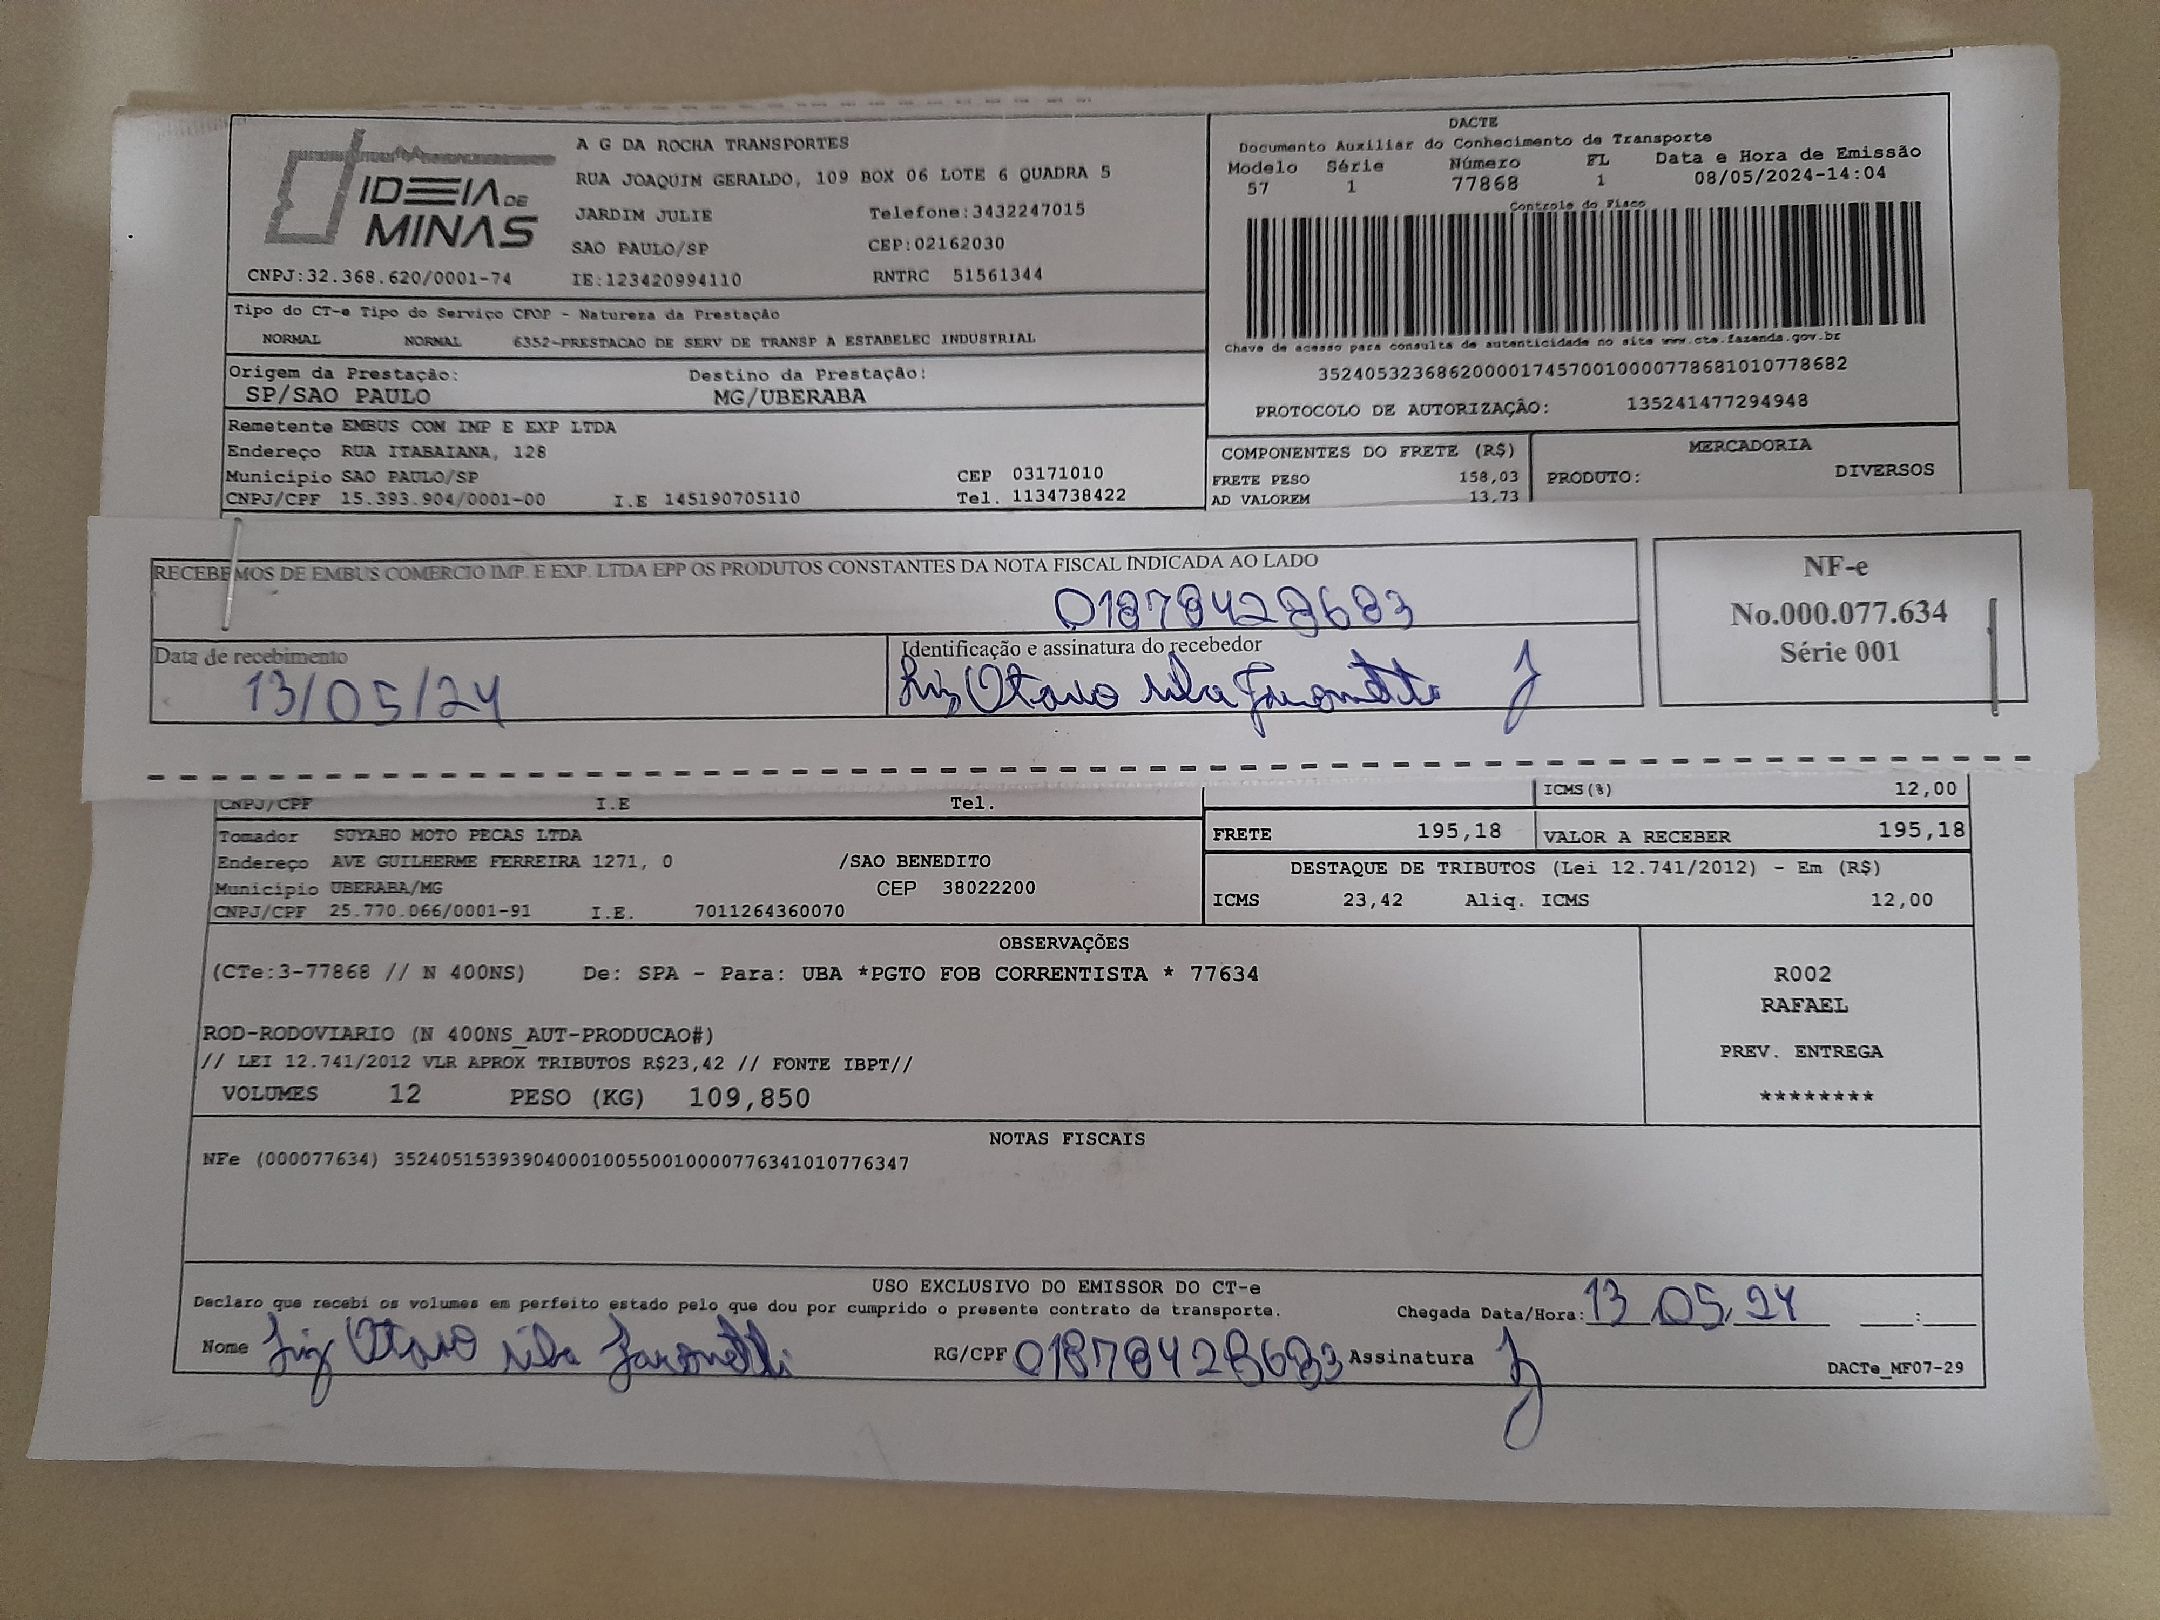 IDEIA DE
MINAS
CNPJ:32.368.620/0001-74
A G DA ROCHA TRANSPORTES
RUA JOAQUIM GERALDO, 109 BOX 06 LOTE 6 QUADRA 5
JARDIM JULIE Telefone:3432247015
SAO PAULO/SP CEP:02162030
IE:123420994110 RNTRC 51561344
DACTE
Documento Auxiliar do Conhecimento de Transporte
Modelo Série Número FL Data e Hora de Emissão
57 1 77868 1 08/05/2024-14:04
Controle do Fisco
Chave de acesso para consulta de autenticidade no site www.cte.fazenda.gov.br
35240532368620000174570010000778681010778682
PROTOCOLO DE AUTORIZAÇÃO: 135241477294948
Tipo do CT-e Tipo do Serviço CFOP - Natureza da Prestação
NORMAL NORMAL 6352-PRESTACAO DE SERV DE TRANSP A ESTABELEC INDUSTRIAL
Origem da Prestação: Destino da Prestação:
SP/SAO PAULO MG/UBERABA
Remetente EMBUS COM IMP E EXP LTDA
Endereço RUA ITABAIANA, 128
Município SAO PAULO/SP CEP 03171010
CNPJ/CPF 15.393.904/0001-00 I.E 145190705110 Tel. 1134738422
COMPONENTES DO FRETE (R$)
FRETE PESO 158,03
AD VALOREM 13,73
MERCADORIA
PRODUTO: DIVERSOS
RECEBEMOS DE EMBUS COMERCIO IMP. E EXP. LTDA EPP OS PRODUTOS CONSTANTES DA NOTA FISCAL INDICADA AO LADO
01878428683
Data de recebimento
13/05/24
Identificação e assinatura do recebedor
Otavo
NF-e
No.000.077.634
Série 001
CNPJ/CPF I.E Tel.
ICMS(%) 12,00
Tomador SUYAHO MOTO PECAS LTDA
Endereço AVE GUILHERME FERREIRA 1271, 0 /SAO BENEDITO
Município UBERABA/MG CEP 38022200
CNPJ/CPF 25.770.066/0001-91 I.E. 7011264360070
FRETE 195,18 VALOR A RECEBER 195,18
DESTAQUE DE TRIBUTOS (Lei 12.741/2012) - Em (R$)
ICMS 23,42 Aliq. ICMS 12,00
OBSERVAÇÕES
(CTe:3-77868 // N 400NS) De: SPA - Para: UBA *PGTO FOB CORRENTISTA * 77634
ROD-RODOVIARIO (N 400NS_AUT-PRODUCAO#)
// LEI 12.741/2012 VLR APROX TRIBUTOS R$23,42 // FONTE IBPT//
VOLUMES 12 PESO (KG) 109,850
R002
RAFAEL
PREV. ENTREGA
********
NOTAS FISCAIS
NFe (000077634) 35240515393904000100550010000776341010776347
USO EXCLUSIVO DO EMISSOR DO CT-e
Declaro que recebi os volumes em perfeito estado pelo que dou por cumprido o presente contrato de transporte.
Chegada Data/Hora: 13 05 24 :
Nome Otavo
RG/CPF 01878428683 Assinatura
DACTe_MF07-29